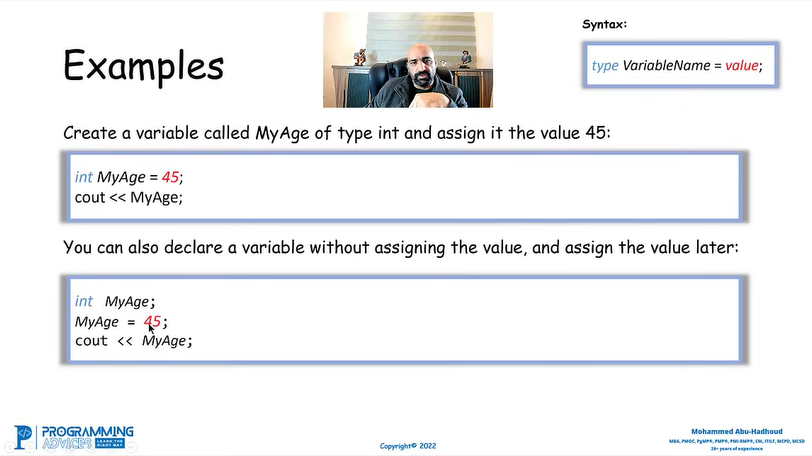 Syntax:
type VariableName = value;
Examples
Create a variable called MyAge of type int and assign it the value 45:
int MyAge = 45;
cout << MyAge;
You can also declare a variable without assigning the value, and assign the value later:
int MyAge;
MyAge = 45;
cout << MyAge;
PROGRAMMING
ADVICES
LEARN THE
RIGHT WAY
Copyright© 2022
Mohammed Abu-Hadhoud
MBA, PMOC, PgMP®, PMP®, PMI-RMP®, CM, ITILF, MCPD, MCSD
26+ years of experience